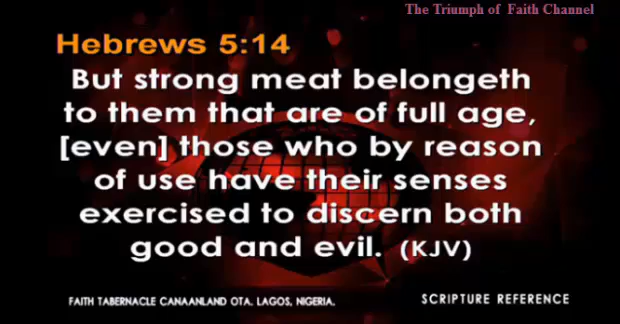 The Triumph of Faith Channel
Hebrews 5:14
But strong meat belongeth
to them that are of full age,
[even] those who by reason
of use have their senses
exercised to discern both
good and evil. (KJV)
FAITH TABERNACLE CANAANLAND OTA. LAGOS, NIGERIA.
SCRIPTURE REFERENCE